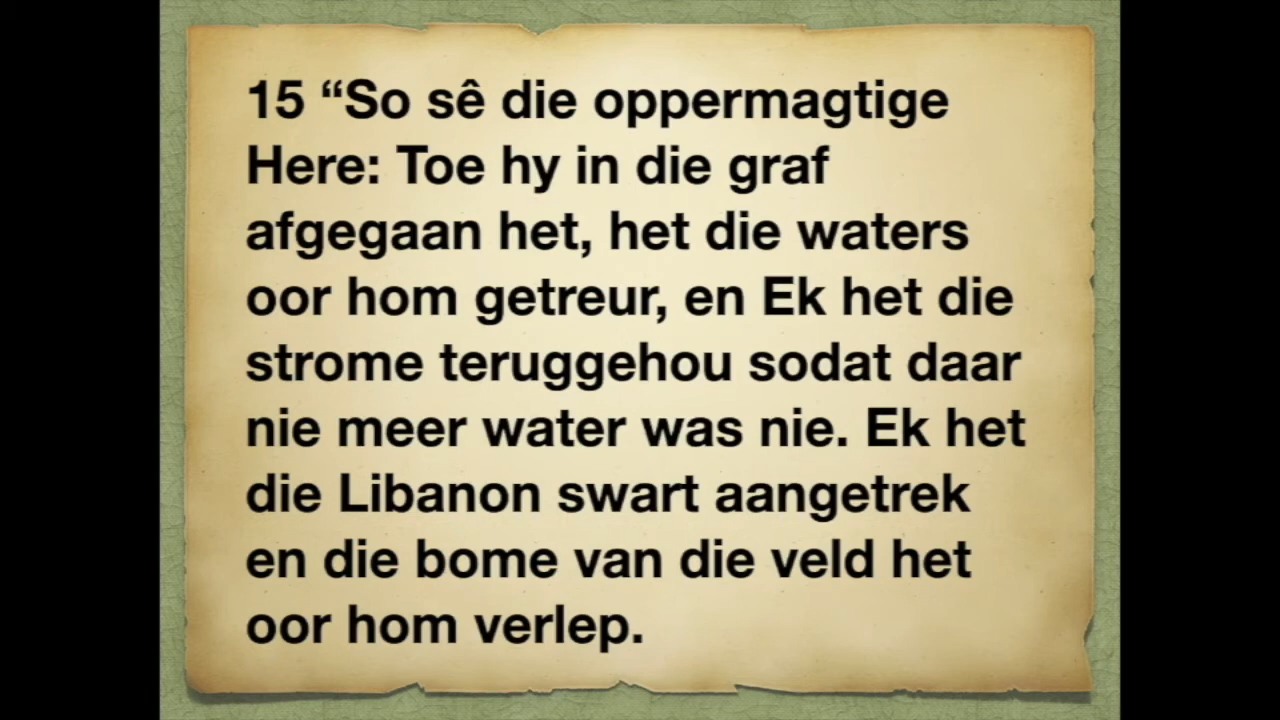 15 “So sê die oppermagtige
Here: Toe hy in die graf
afgegaan het, het die waters
oor hom getreur, en Ek het die
strome teruggehou sodat daar
nie meer water was nie. Ek het
die Libanon swart aangetrek
en die bome van die veld het
oor hom verlep.